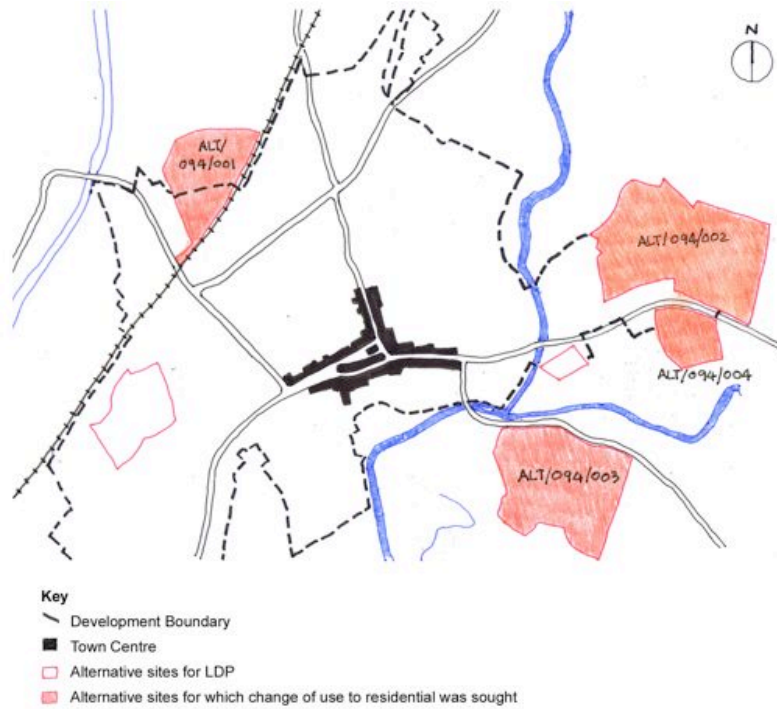 N
ALT/
094/001
ALT/094/002
ALT/094/004
ALT/094/003
Key
Development Boundary
Town Centre
Alternative sites for LDP
Alternative sites for which change of use to residential was sought